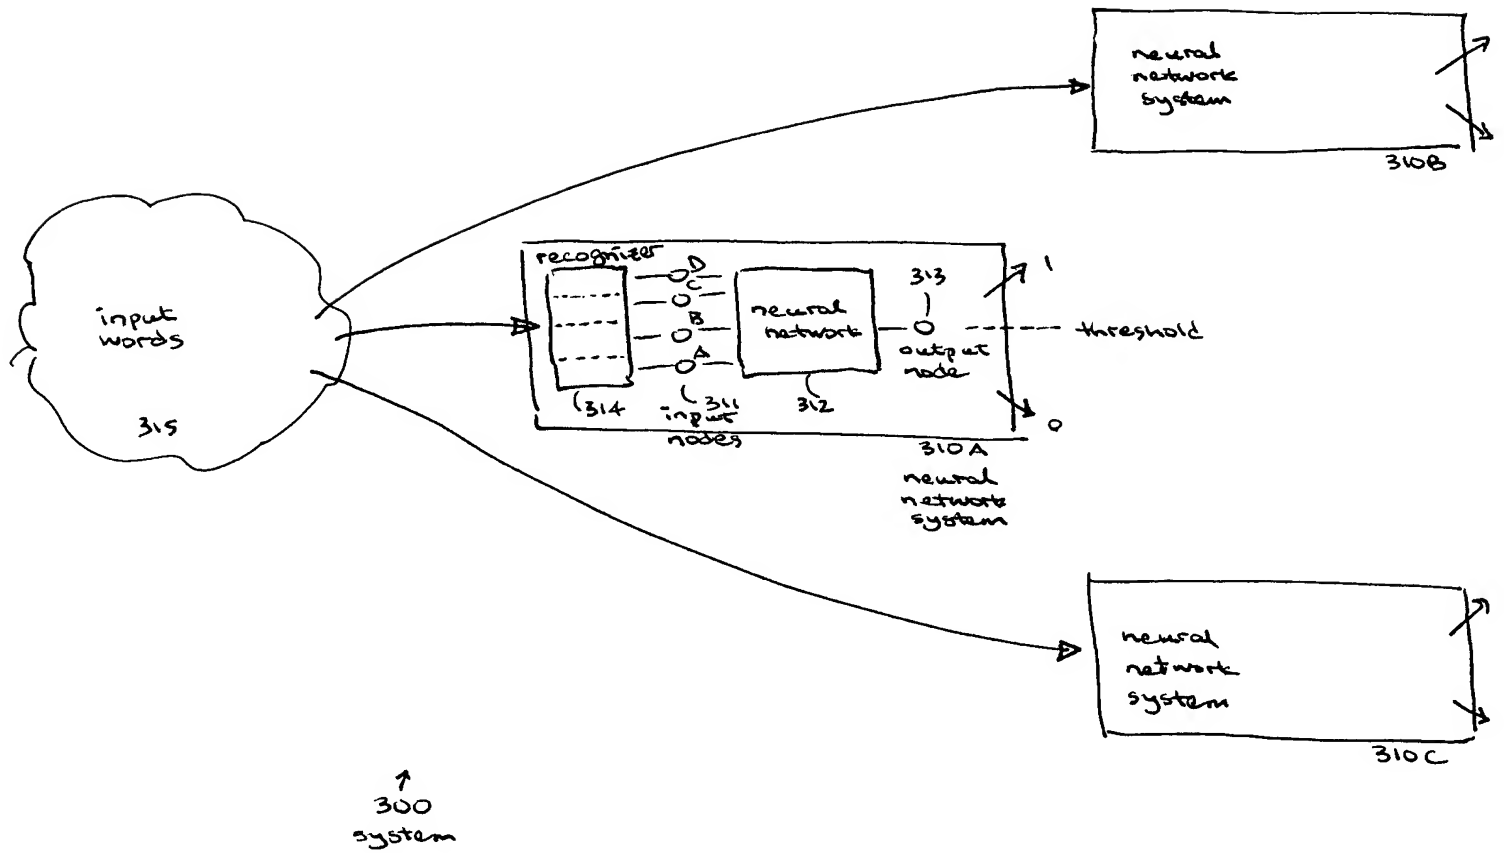 neural
network
system
310B
recognizer
D
C
B
A
neural
network
313
output
node
1
threshold
0
input
words
315
314
311
input
nodes
312
310A
neural
network
system
neural
network
system
310C
300
system